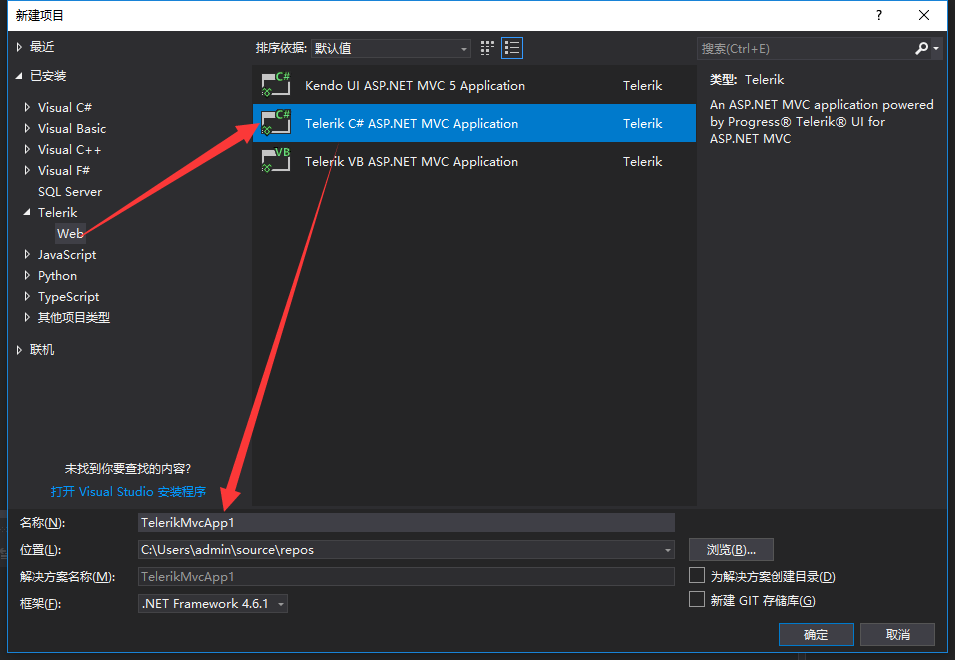 新建项目
?
最近
已安装
Visual C#
Visual Basic
Visual C++
Visual F#
SQL Server
Telerik
Web
JavaScript
Python
TypeScript
其他项目类型
联机
未找到你要查找的内容?
打开 Visual Studio 安装程序
排序依据: 默认值
C# Kendo UI ASP.NET MVC 5 Application Telerik
C# Telerik C# ASP.NET MVC Application Telerik
VB Telerik VB ASP.NET MVC Application Telerik
搜索(Ctrl+E)
类型: Telerik
An ASP.NET MVC application powered
by Progress® Telerik® UI for
ASP.NET MVC
名称(N): TelerikMvcApp1
位置(L): C:\Users\admin\source\repos 浏览(B)...
解决方案名称(M): TelerikMvcApp1 为解决方案创建目录(D)
框架(F): .NET Framework 4.6.1 新建 GIT 存储库(G)
确定 取消